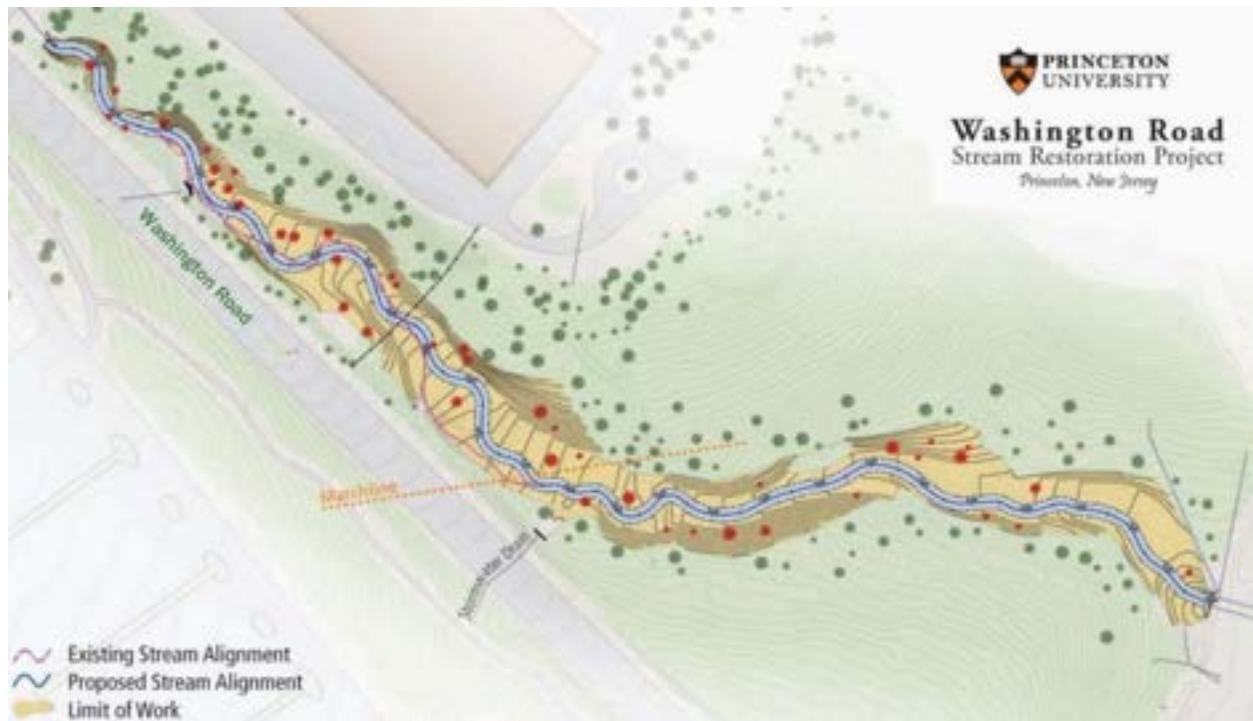 PRINCETON
UNIVERSITY
Washington Road
Stream Restoration Project
Princeton, New Jersey
Washington Road
Matchline
Stormwater Drain
Existing Stream Alignment
Proposed Stream Alignment
Limit of Work